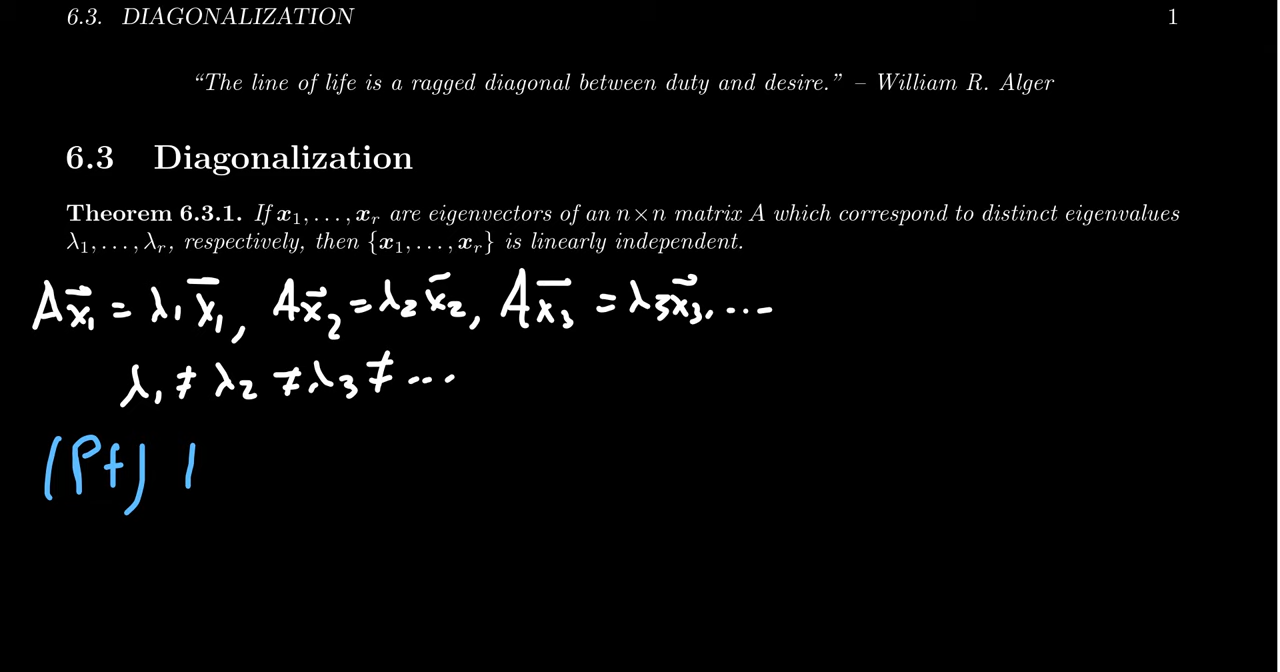 6.3. DIAGONALIZATION 1
“The line of life is a ragged diagonal between duty and desire.” – William R. Alger
6.3 Diagonalization
Theorem 6.3.1. If x₁, . . . , xᵣ are eigenvectors of an n×n matrix A which correspond to distinct eigenvalues
λ₁, . . . , λᵣ, respectively, then {x₁, . . . , xᵣ} is linearly independent.
Ax⃗₁ = λ₁x⃗₁, Ax⃗₂ = λ₂x⃗₂, Ax⃗₃ = λ₃x⃗₃, ...
λ₁ ≠ λ₂ ≠ λ₃ ≠ ...
(Pf)